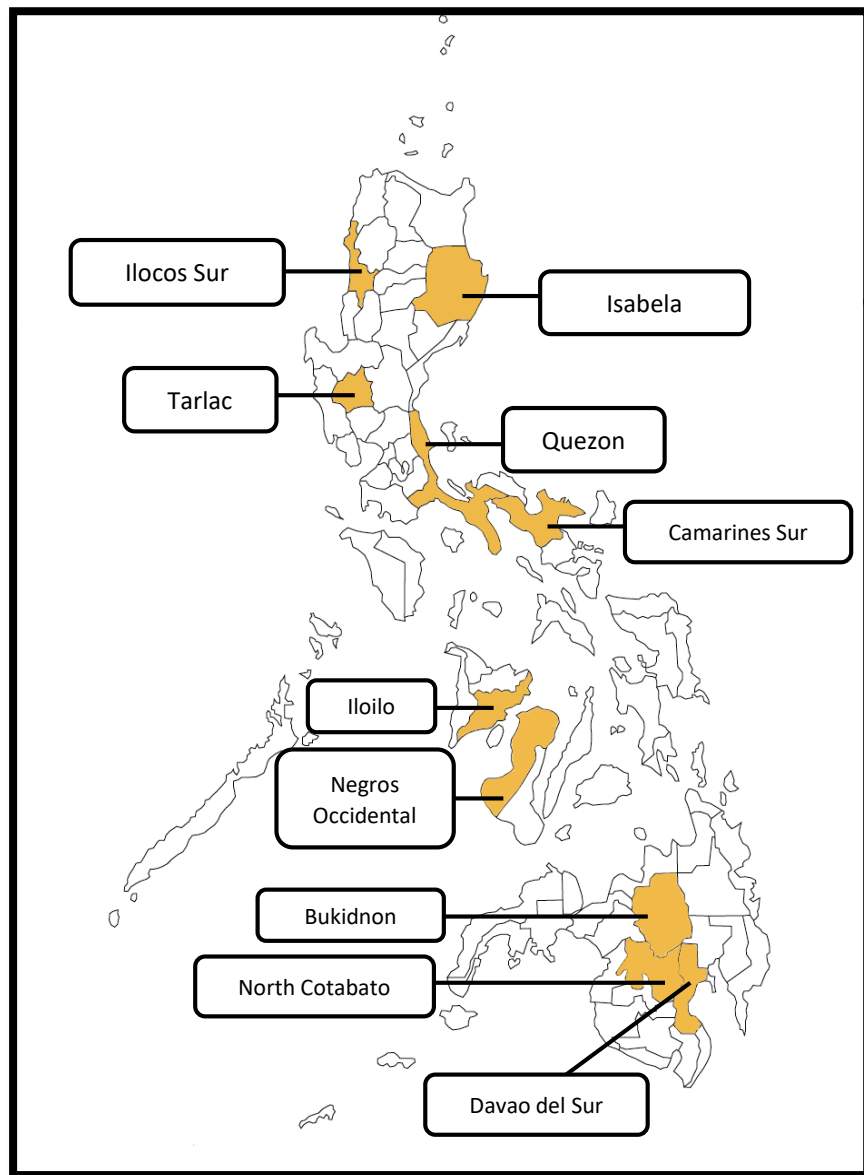 Ilocos Sur
Isabela
Tarlac
Quezon
Camarines Sur
Iloilo
Negros
Occidental
Bukidnon
North Cotabato
Davao del Sur